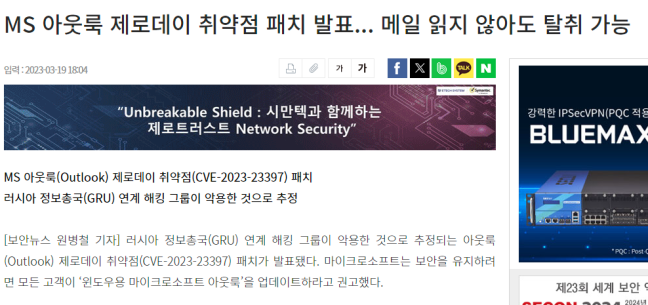 MS 아웃룩 제로데이 취약점 패치 발표... 메일 읽지 않아도 탈취 가능
입력 : 2023-03-19 18:04
가 가
f X b TALK N
“Unbreakable Shield : 시만텍과 함께하는
제로트러스트 Network Security”
Symantec
MS 아웃룩(Outlook) 제로데이 취약점(CVE-2023-23397) 패치
러시아 정보총국(GRU) 연계 해킹 그룹이 악용한 것으로 추정
[보안뉴스 원병철 기자] 러시아 정보총국(GRU) 연계 해킹 그룹이 악용한 것으로 추정되는 아웃룩
(Outlook) 제로데이 취약점(CVE-2023-23397) 패치가 발표됐다. 마이크로소프트는 보안을 유지하려
면 모든 고객이 ‘윈도우용 마이크로소프트 아웃룩’을 업데이트하라고 권고했다.
강력한 IPSecVPN(PQC 적용
BLUEMAX
제23회 세계 보안
2024년